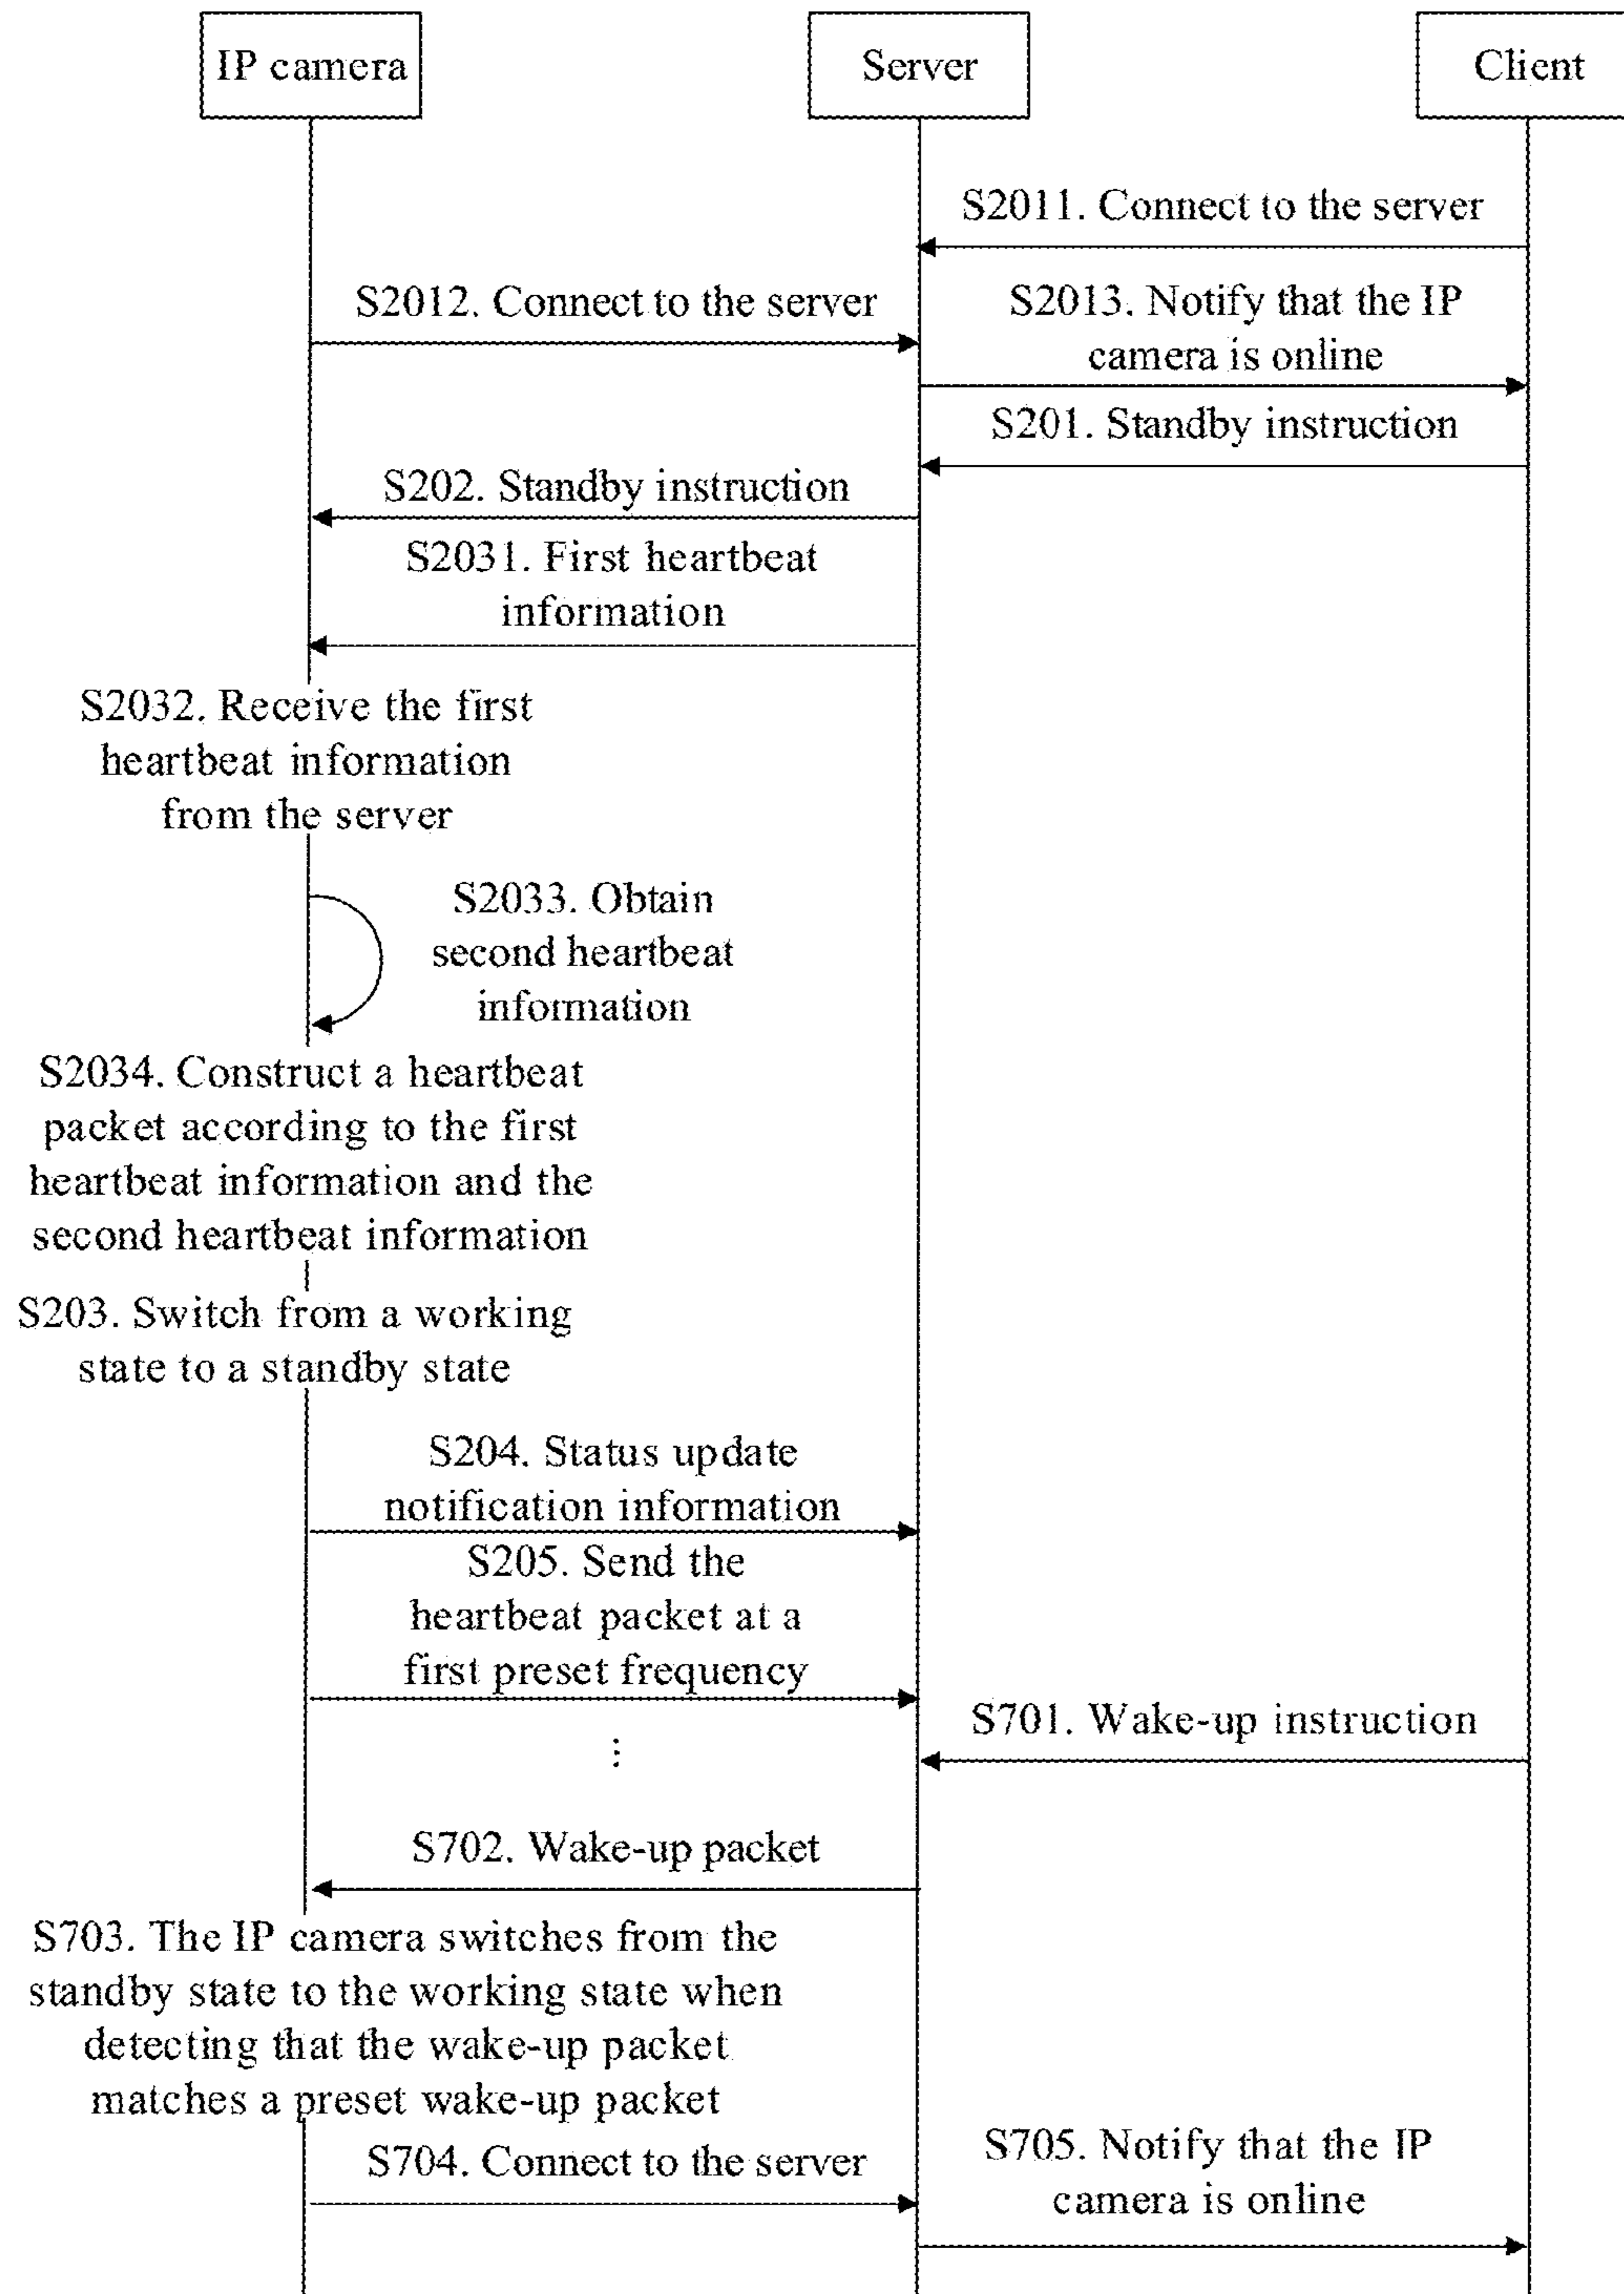 IP camera
Server
Client
S2011. Connect to the server
S2012. Connect to the server
S2013. Notify that the IP
camera is online
S201. Standby instruction
S202. Standby instruction
S2031. First heartbeat
information
S2032. Receive the first
heartbeat information
from the server
S2033. Obtain
second heartbeat
information
S2034. Construct a heartbeat
packet according to the first
heartbeat information and the
second heartbeat information
S203. Switch from a working
state to a standby state
S204. Status update
notification information
S205. Send the
heartbeat packet at a
first preset frequency
S701. Wake-up instruction
⋮
S702. Wake-up packet
S703. The IP camera switches from the
standby state to the working state when
detecting that the wake-up packet
matches a preset wake-up packet
S704. Connect to the server
S705. Notify that the IP
camera is online